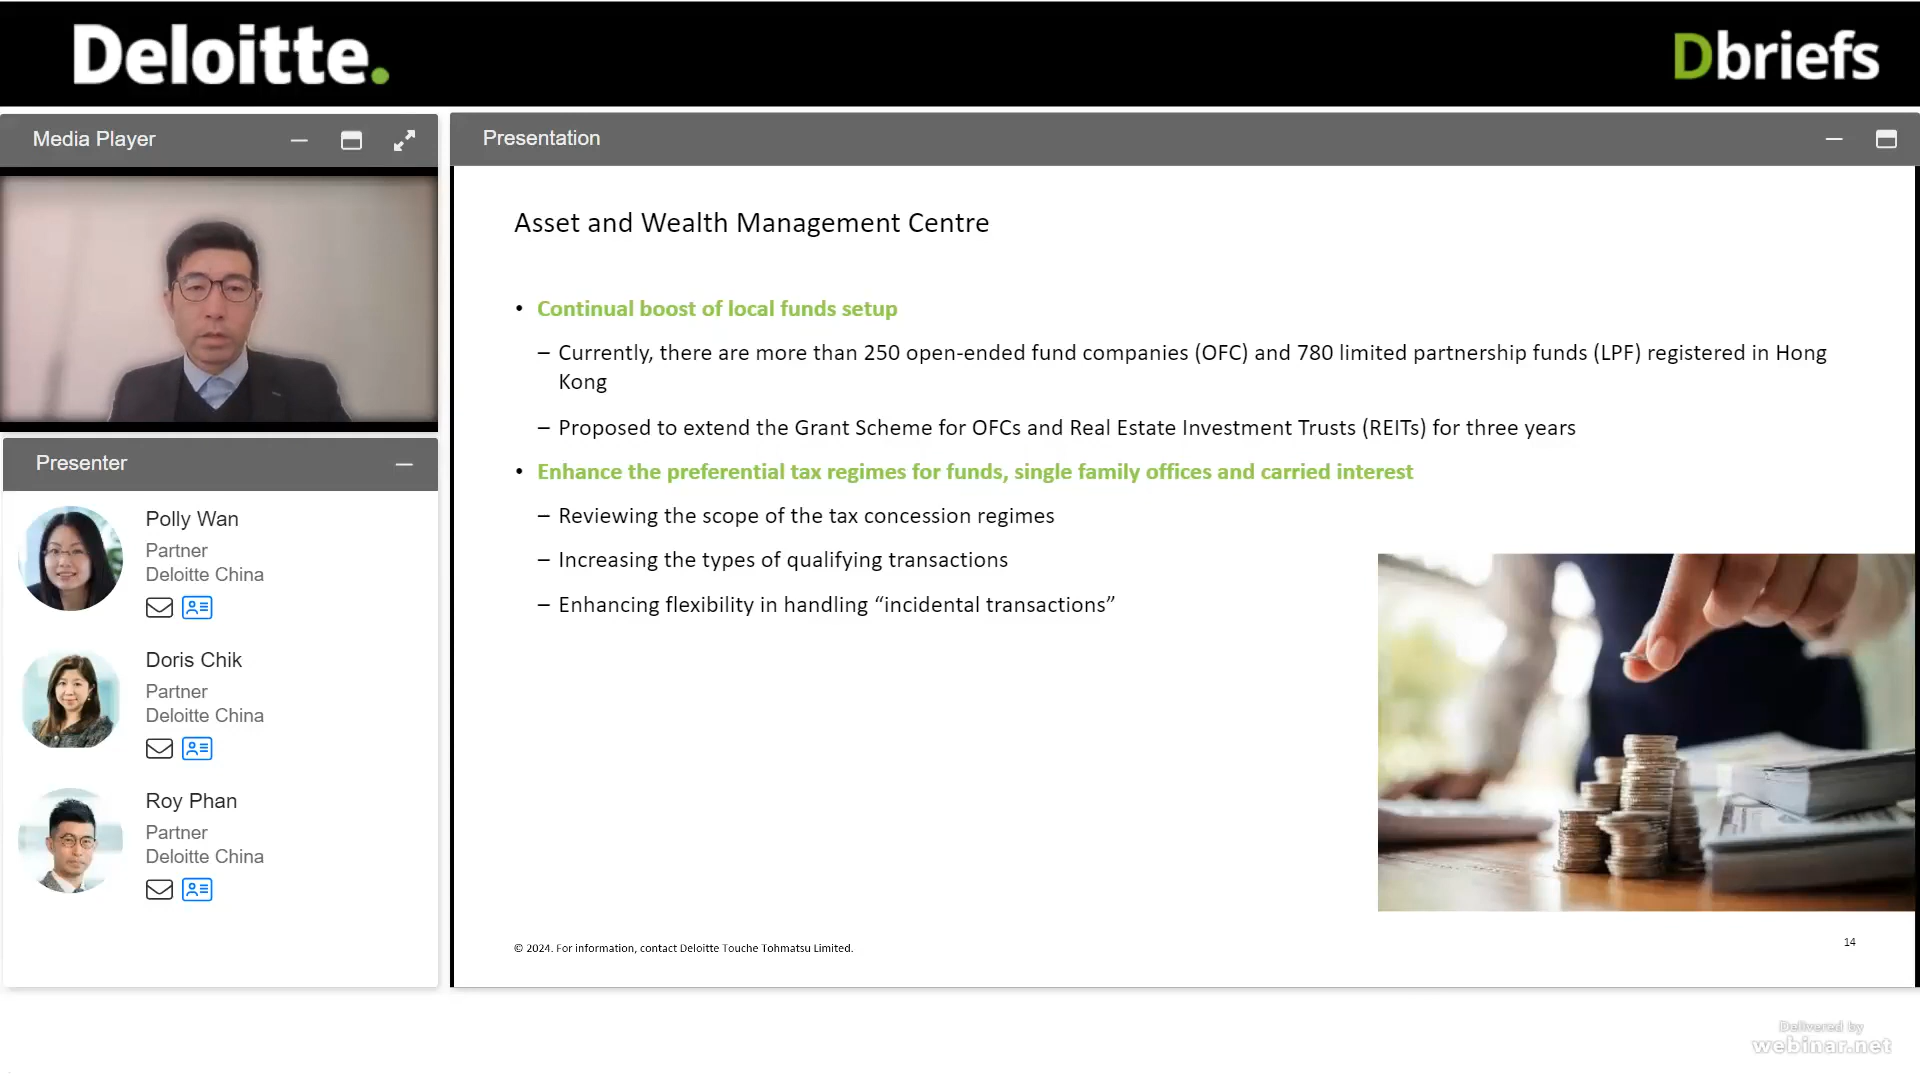 Deloitte.
Dbriefs
Media Player
Presentation
Asset and Wealth Management Centre
• Continual boost of local funds setup
– Currently, there are more than 250 open-ended fund companies (OFC) and 780 limited partnership funds (LPF) registered in Hong
Kong
– Proposed to extend the Grant Scheme for OFCs and Real Estate Investment Trusts (REITs) for three years
• Enhance the preferential tax regimes for funds, single family offices and carried interest
– Reviewing the scope of the tax concession regimes
– Increasing the types of qualifying transactions
– Enhancing flexibility in handling “incidental transactions”
© 2024. For information, contact Deloitte Touche Tohmatsu Limited.
14
Presenter
Polly Wan
Partner
Deloitte China
Doris Chik
Partner
Deloitte China
Roy Phan
Partner
Deloitte China
Delivered by
webinar.net